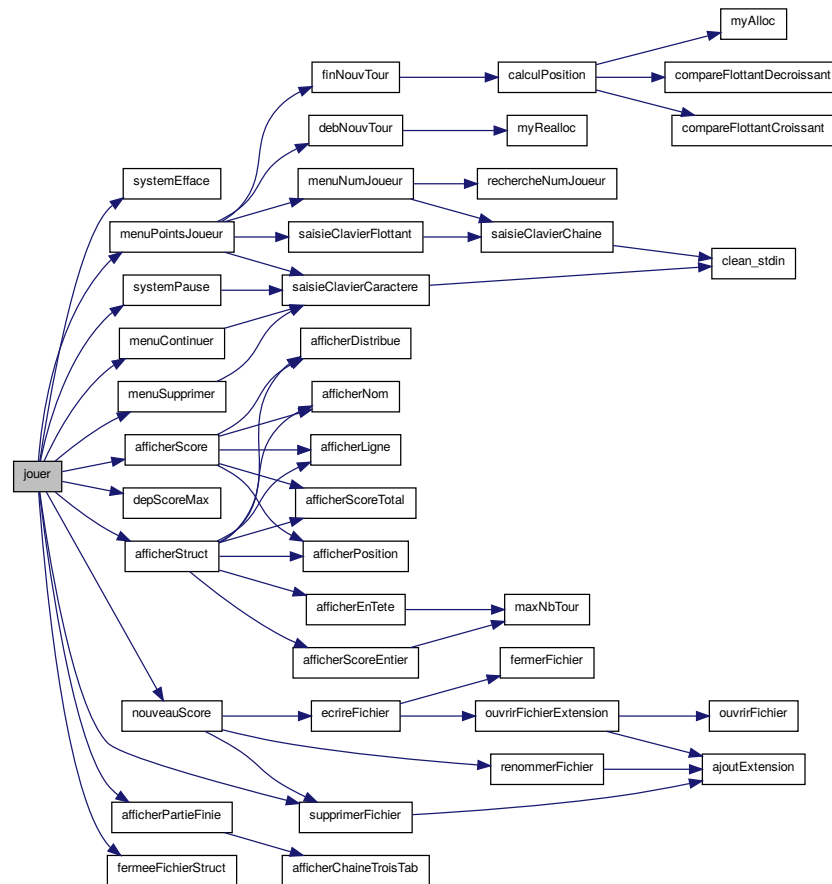 myAlloc
finNouvTour
calculPosition
compareFlottantDecroissant
debNouvTour
myRealloc
compareFlottantCroissant
systemEfface
menuNumJoueur
rechercheNumJoueur
menuPointsJoueur
saisieClavierFlottant
saisieClavierChaine
clean_stdin
systemPause
saisieClavierCaractere
menuContinuer
afficherDistribue
menuSupprimer
afficherNom
afficherScore
afficherLigne
jouer
depScoreMax
afficherScoreTotal
afficherStruct
afficherPosition
afficherEnTete
maxNbTour
afficherScoreEntier
fermerFichier
nouveauScore
ecrireFichier
ouvrirFichierExtension
ouvrirFichier
renommerFichier
ajoutExtension
afficherPartieFinie
supprimerFichier
fermeeFichierStruct
afficherChaineTroisTab